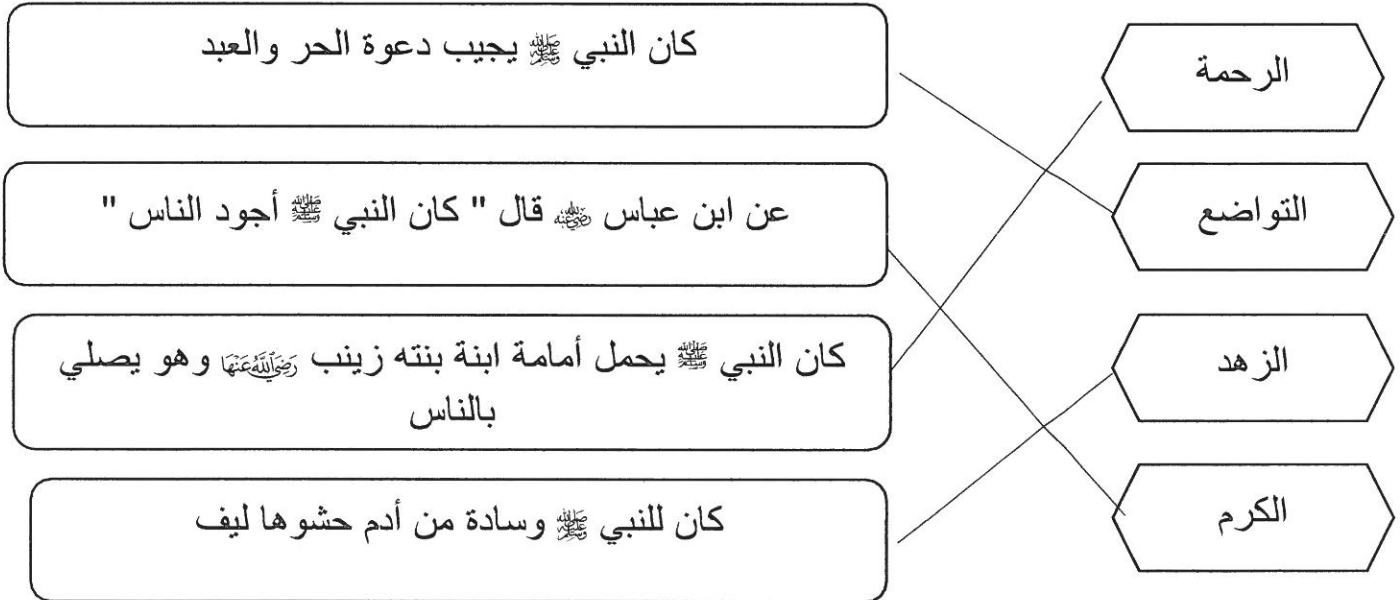 الرحمة
كان النبي ﷺ يجيب دعوة الحر والعبد
التواضع
عن ابن عباس رضي الله عنه قال " كان النبي ﷺ أجود الناس "
الزهد
كان النبي ﷺ يحمل أمامة ابنة بنته زينب رضي الله عنها وهو يصلي
بالناس
الكرم
كان للنبي ﷺ وسادة من أدم حشوها ليف